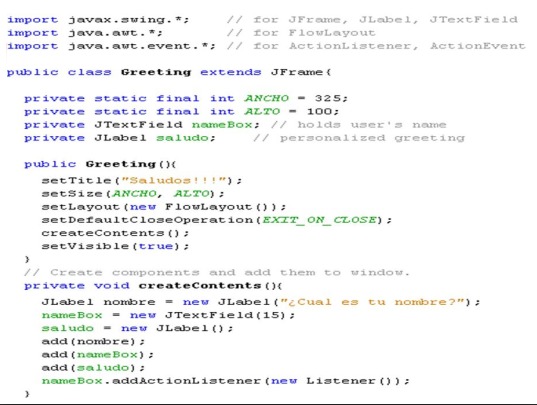 import javax.swing.*;     // for JFrame, JLabel, JTextField
import java.awt.*;        // for FlowLayout
import java.awt.event.*; // for ActionListener, ActionEvent
public class Greeting extends JFrame{
private static final int ANCHO = 325;
private static final int ALTO = 100;
private JTextField nameBox; // holds user's name
private JLabel saludo;    // personalized greeting
public Greeting(){
setTitle("Saludos!!!");
setSize(ANCHO, ALTO);
setLayout(new FlowLayout());
setDefaultCloseOperation(EXIT_ON_CLOSE);
createContents();
setVisible(true);
}
// Create components and add them to window.
private void createContents(){
JLabel nombre = new JLabel("¿Cual es tu nombre?");
nameBox = new JTextField(15);
saludo = new JLabel();
add(nombre);
add(nameBox);
add(saludo);
nameBox.addActionListener(new Listener());
}